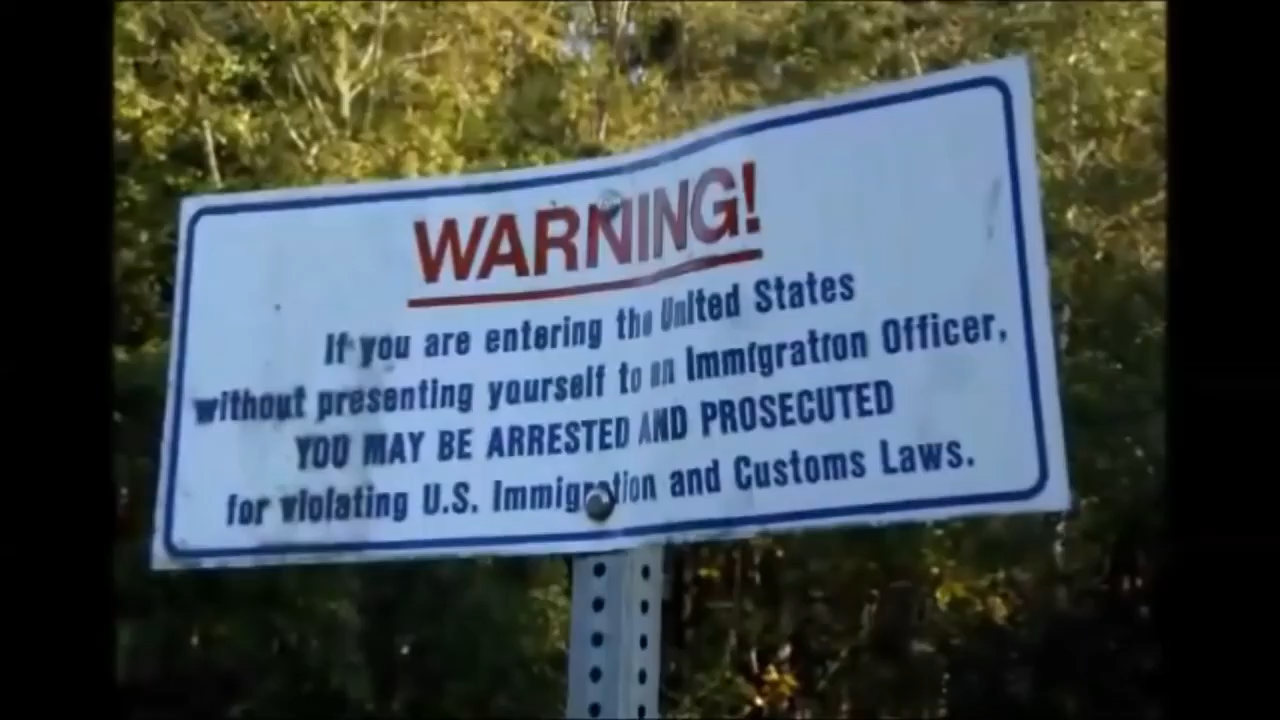 WARNING!
If you are entering the United States
without presenting yourself to an Immigration Officer,
YOU MAY BE ARRESTED AND PROSECUTED
for violating U.S. Immigration and Customs Laws.